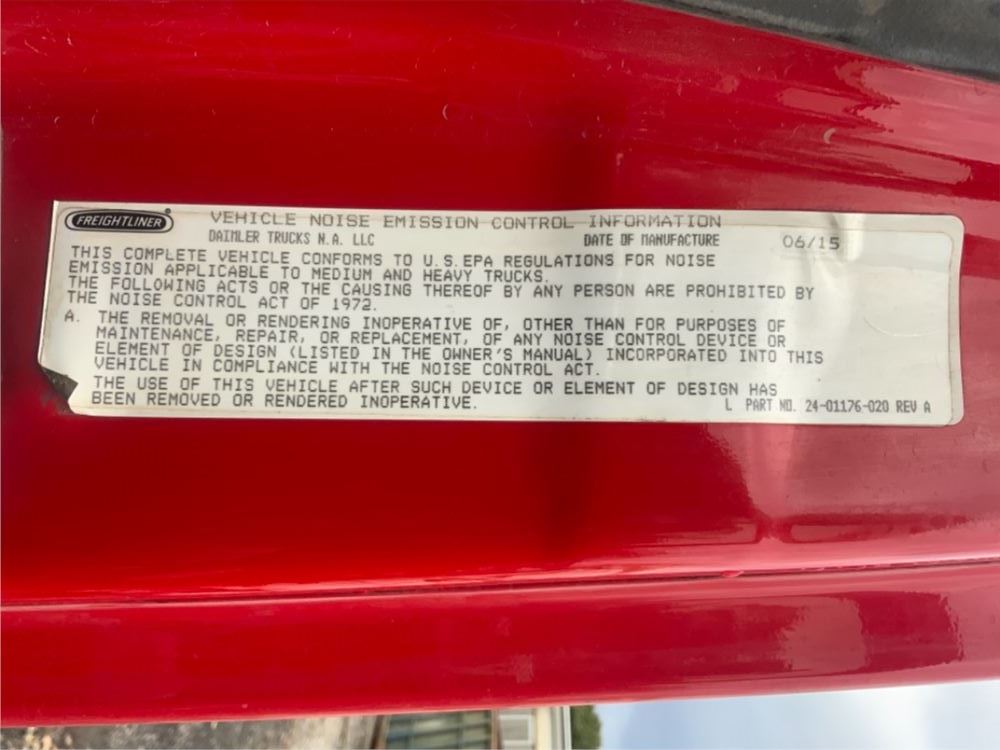 FREIGHTLINER VEHICLE NOISE EMISSION CONTROL INFORMATION
DAIMLER TRUCKS N.A. LLC DATE OF MANUFACTURE 06/15
THIS COMPLETE VEHICLE CONFORMS TO U.S.EPA REGULATIONS FOR NOISE
EMISSION APPLICABLE TO MEDIUM AND HEAVY TRUCKS.
THE FOLLOWING ACTS OR THE CAUSING THEREOF BY ANY PERSON ARE PROHIBITED BY
THE NOISE CONTROL ACT OF 1972.
A. THE REMOVAL OR RENDERING INOPERATIVE OF, OTHER THAN FOR PURPOSES OF
MAINTENANCE, REPAIR, OR REPLACEMENT, OF ANY NOISE CONTROL DEVICE OR
ELEMENT OF DESIGN (LISTED IN THE OWNER'S MANUAL) INCORPORATED INTO THIS
VEHICLE IN COMPLIANCE WITH THE NOISE CONTROL ACT.
THE USE OF THIS VEHICLE AFTER SUCH DEVICE OR ELEMENT OF DESIGN HAS
BEEN REMOVED OR RENDERED INOPERATIVE.
L PART NO. 24-01176-020 REV A